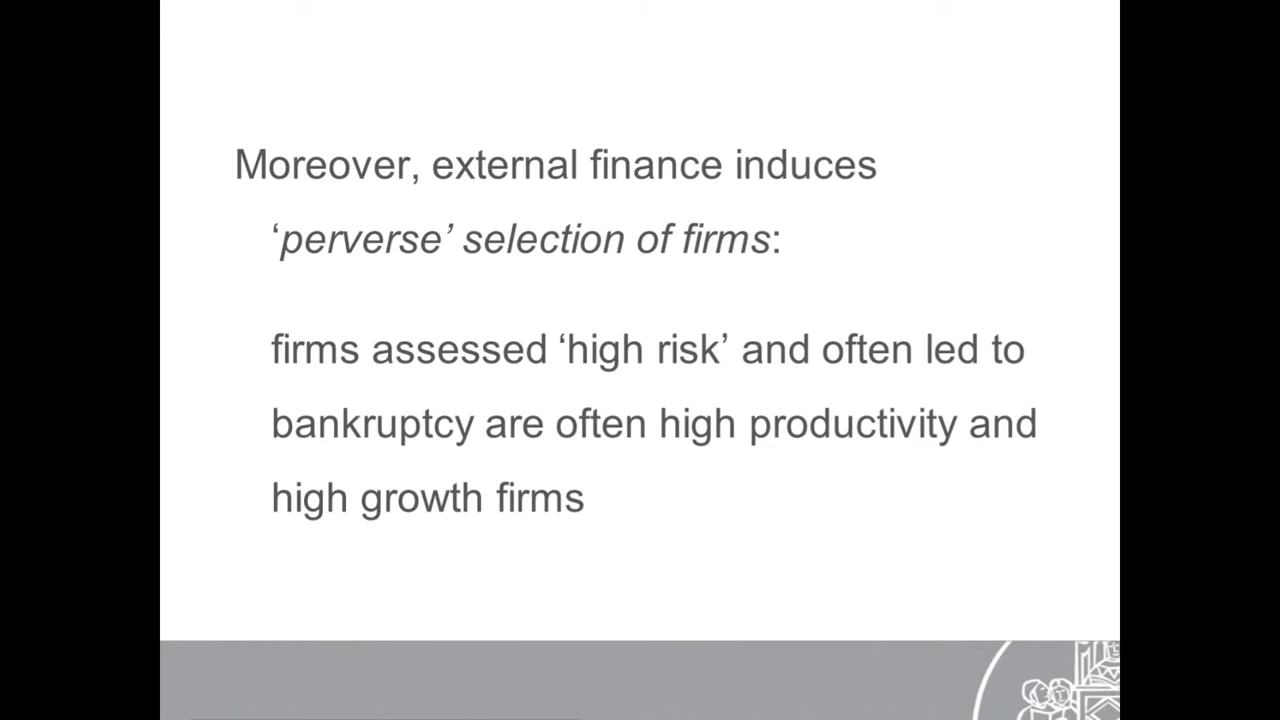 Moreover, external finance induces
‘perverse’ selection of firms:
firms assessed ‘high risk’ and often led to
bankruptcy are often high productivity and
high growth firms